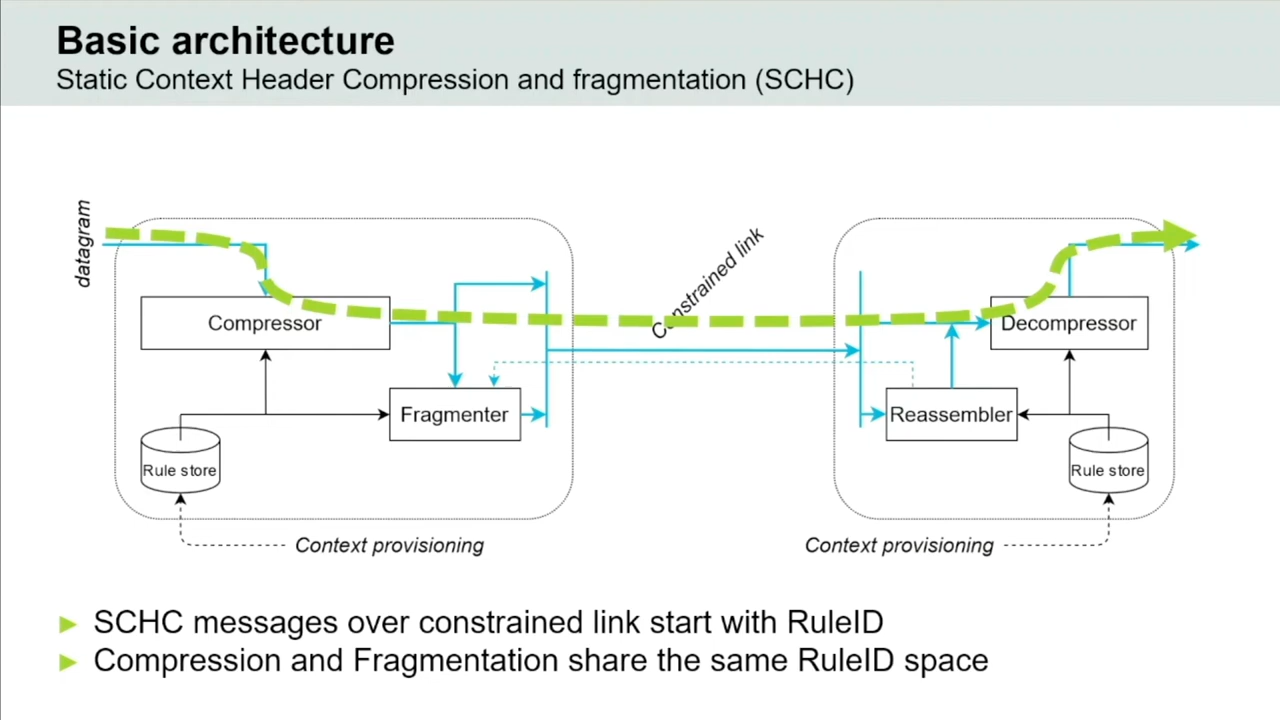 Basic architecture
Static Context Header Compression and fragmentation (SCHC)
datagram
Constrained link
Compressor
Decompressor
Fragmenter
Reassembler
Rule store
Rule store
Context provisioning
Context provisioning
SCHC messages over constrained link start with RuleID
Compression and Fragmentation share the same RuleID space